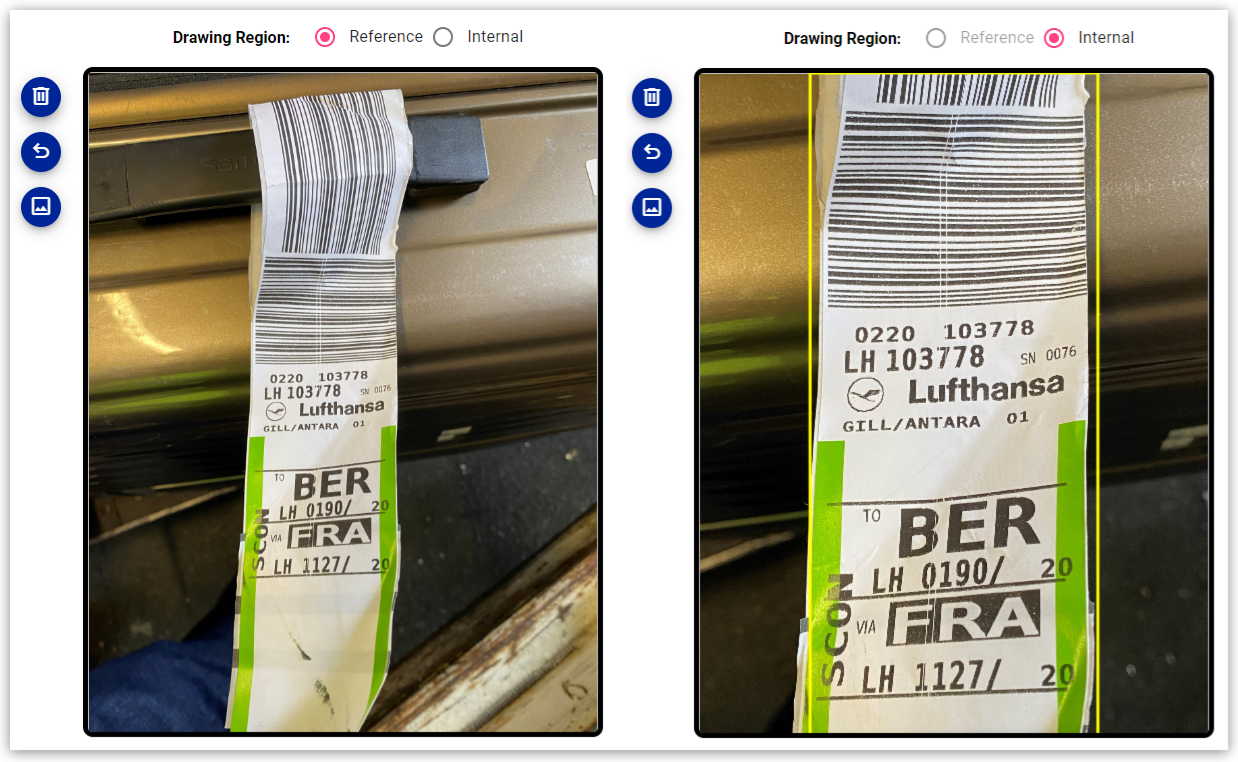 Drawing Region: Reference Internal
Drawing Region: Reference Internal
0220 103778
LH 103778 SN 0076
Lufthansa
GILL/ANTARA 01
TO BER
LH 0190/ 20
SCON
VIA FRA
LH 1127/ 20
0220 103778
LH 103778 SN 0076
Lufthansa
GILL/ANTARA 01
TO BER
LH 0190/ 20
SCON
VIA FRA
LH 1127/ 20